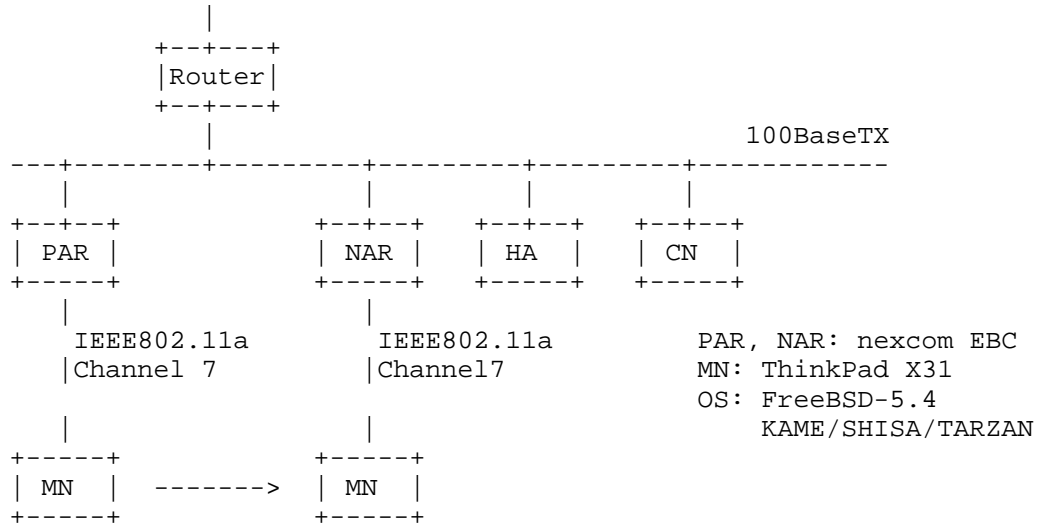 Router
100BaseTX
PAR NAR HA CN
IEEE802.11a IEEE802.11a PAR, NAR: nexcom EBC
Channel 7 Channel7 MN: ThinkPad X31
OS: FreeBSD-5.4
KAME/SHISA/TARZAN
MN -------> MN